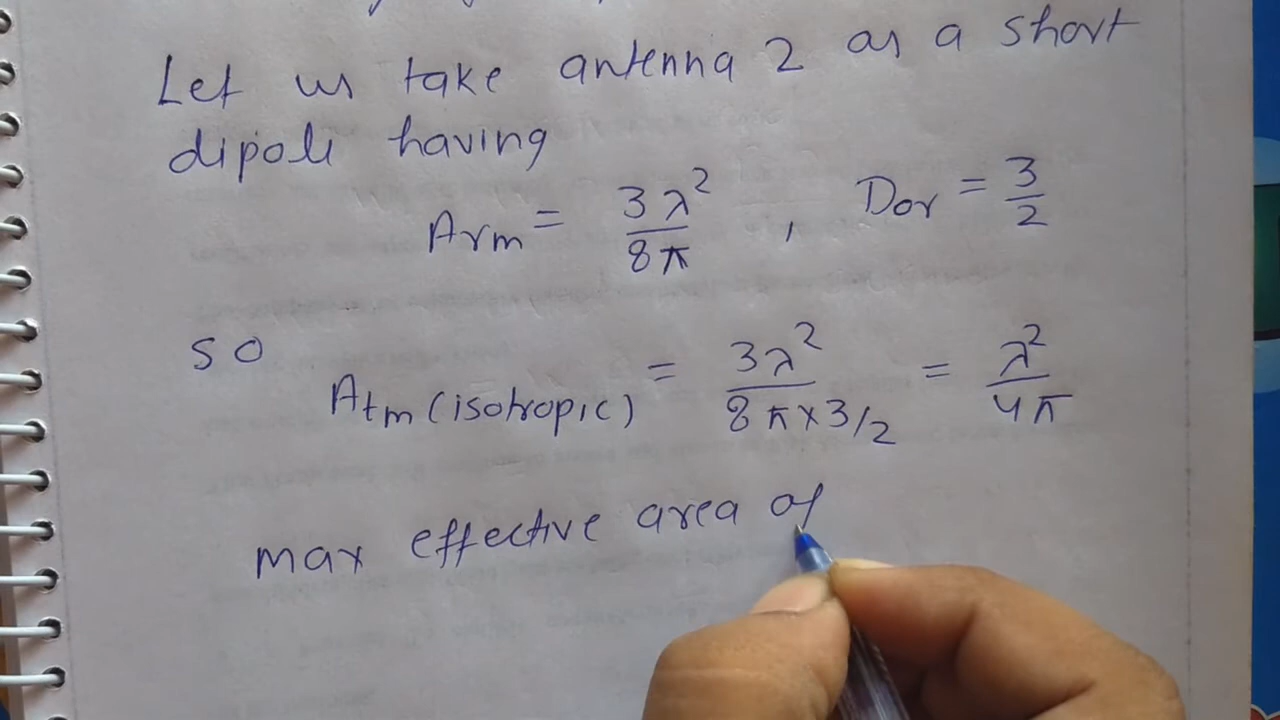 Let us take antenna 2 as a short
dipole having
Arm = 3λ²/8π , Dor = 3/2
so
Atm (isotropic) = 3λ²/8π×3/2 = λ²/4π
max effective area of